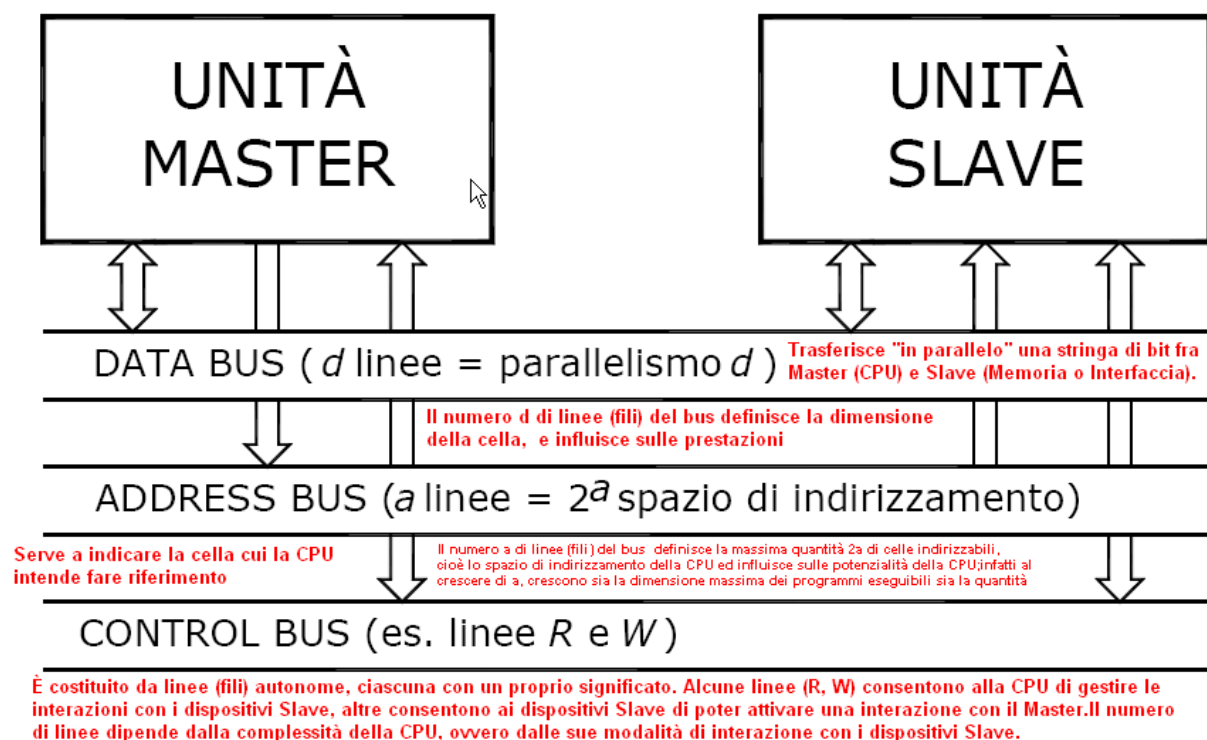 UNITÀ
MASTER
UNITÀ
SLAVE
DATA BUS ( d linee = parallelismo d )
Trasferisce "in parallelo" una stringa di bit fra
Master (CPU) e Slave (Memoria o Interfaccia).
Il numero d di linee (fili) del bus definisce la dimensione
della cella, e influisce sulle prestazioni
ADDRESS BUS (a linee = 2^a spazio di indirizzamento)
Serve a indicare la cella cui la CPU
intende fare riferimento
Il numero a di linee (fili) del bus definisce la massima quantità 2a di celle indirizzabili,
cioè lo spazio di indirizzamento della CPU ed influisce sulle potenzialità della CPU;infatti al
crescere di a, crescono sia la dimensione massima dei programmi eseguibili sia la quantità
CONTROL BUS (es. linee R e W)
È costituito da linee (fili) autonome, ciascuna con un proprio significato. Alcune linee (R, W) consentono alla CPU di gestire le
interazioni con i dispositivi Slave, altre consentono ai dispositivi Slave di poter attivare una interazione con il Master.Il numero
di linee dipende dalla complessità della CPU, ovvero dalle sue modalità di interazione con i dispositivi Slave.